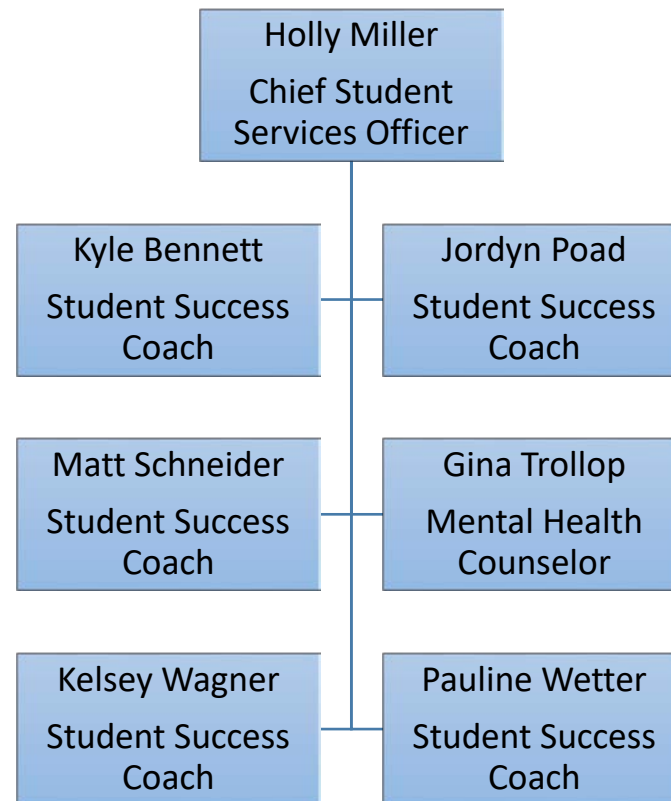 Holly Miller
Chief Student
Services Officer
Kyle Bennett
Student Success
Coach
Jordyn Poad
Student Success
Coach
Matt Schneider
Student Success
Coach
Gina Trollop
Mental Health
Counselor
Kelsey Wagner
Student Success
Coach
Pauline Wetter
Student Success
Coach